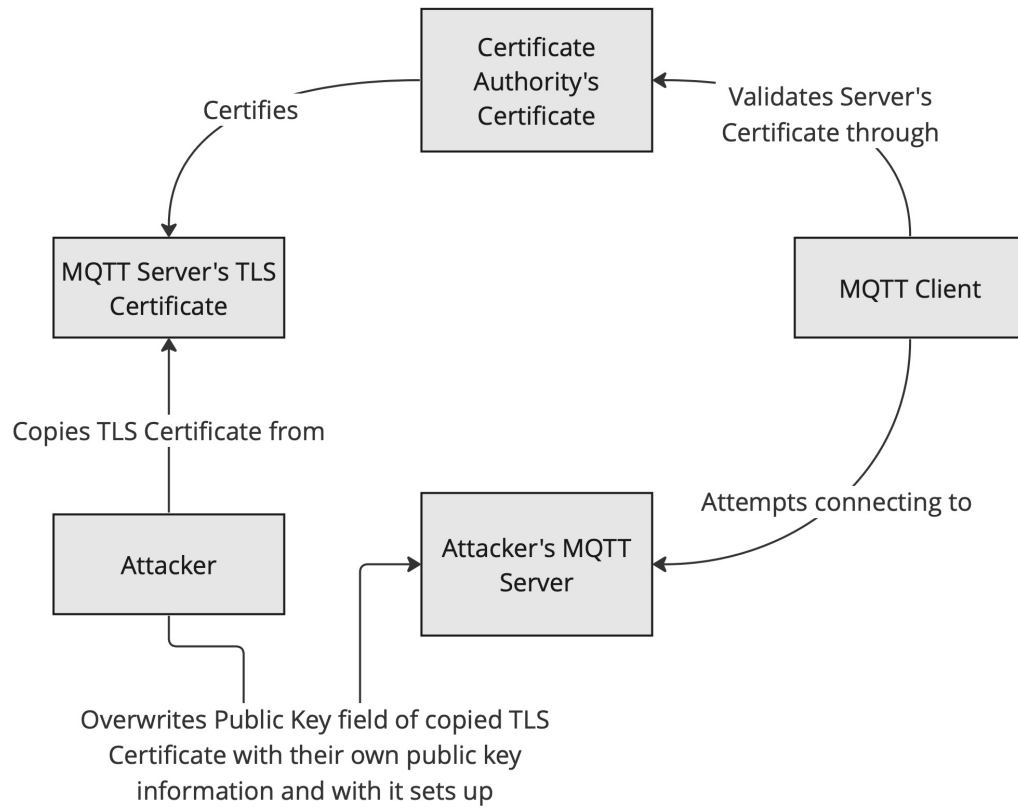 Certificate
Authority's
Certificate
Certifies
Validates Server's
Certificate through
MQTT Server's TLS
Certificate
MQTT Client
Copies TLS Certificate from
Attempts connecting to
Attacker
Attacker's MQTT
Server
Overwrites Public Key field of copied TLS
Certificate with their own public key
information and with it sets up